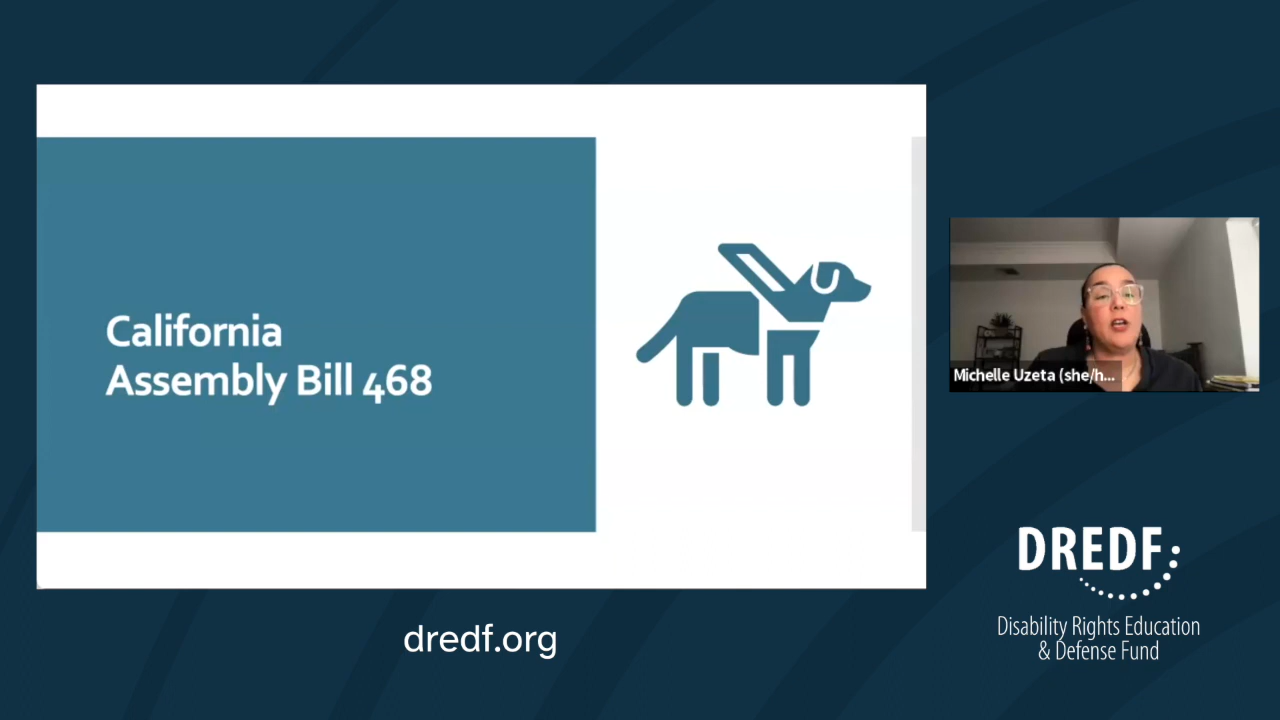 California
Assembly Bill 468
Michelle Uzeta (she/h...
DREDF
Disability Rights Education
& Defense Fund
dredf.org